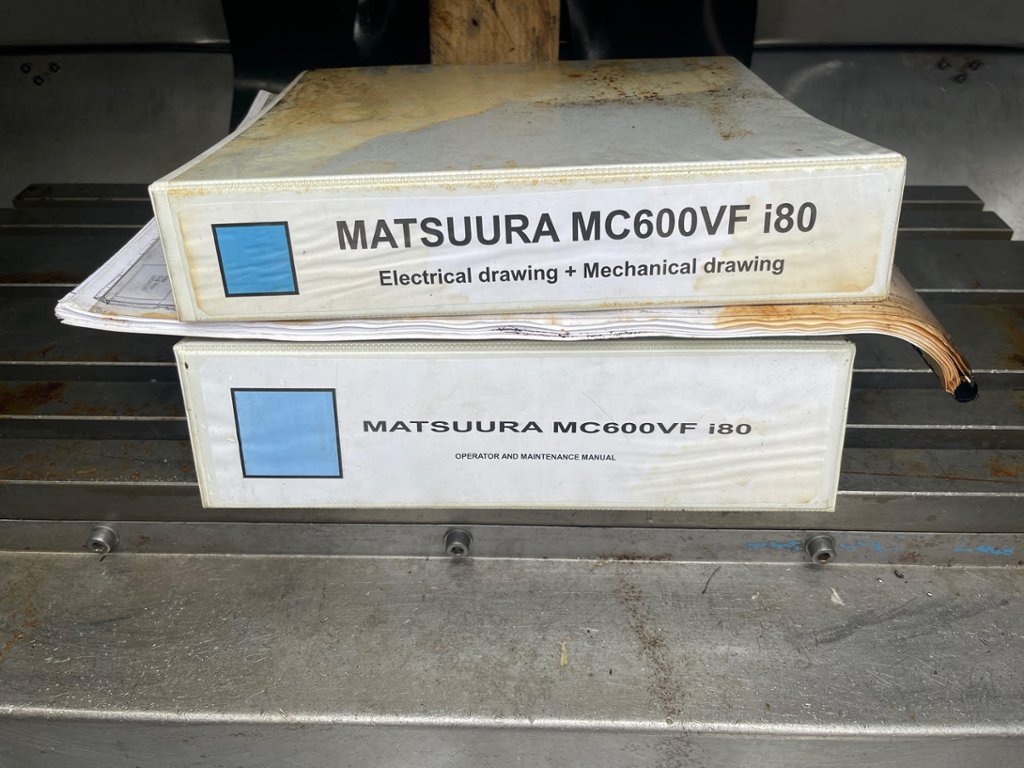 MATSUURA MC600VF i80
Electrical drawing + Mechanical drawing
MATSUURA MC600VF i80
OPERATOR AND MAINTENANCE MANUAL